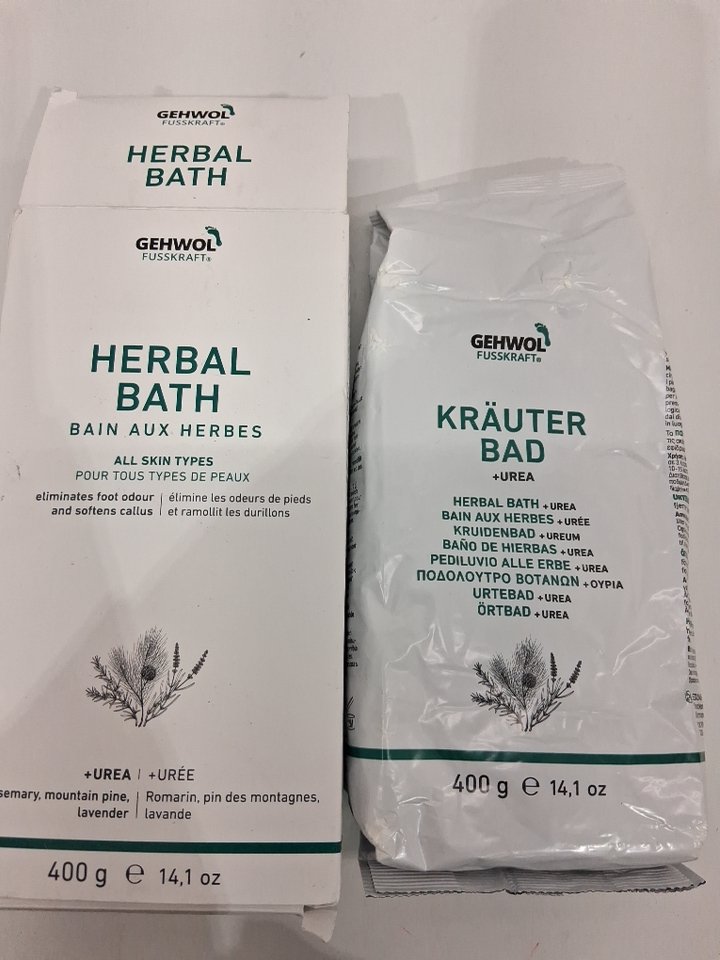 GEHWOL
FUSSKRAFT®
HERBAL
BATH
GEHWOL
FUSSKRAFT®
HERBAL
BATH
BAIN AUX HERBES
ALL SKIN TYPES
POUR TOUS TYPES DE PEAUX
eliminates foot odour | élimine les odeurs de pieds
and softens callus | et ramollit les durillons
+UREA | +URÉE
mountain pine, | Romarin, pin des montagnes,
lavender | lavande
400 g e 14,1 oz
GEHWOL
FUSSKRAFT®
KRÄUTER
BAD
+UREA
HERBAL BATH +UREA
BAIN AUX HERBES +URÉE
KRUIDENBAD +UREUM
BAÑO DE HIERBAS +UREA
PEDILUVIO ALLE ERBE +UREA
ΠΟΔΟΛΟΥΤΡΟ ΒΟΤΑΝΩΝ +ΟΥΡΙΑ
URTEBAD +UREA
ÖRTBAD +UREA
400 g e 14,1 oz